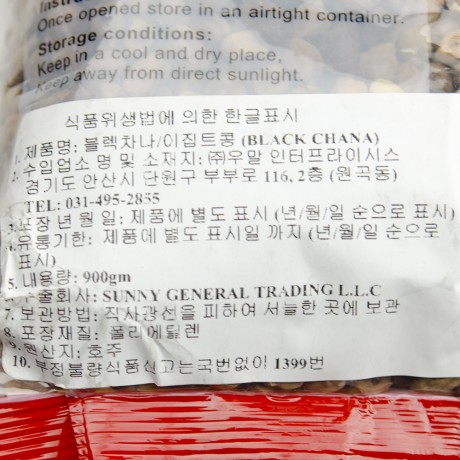 Once opened store in an airtight container.
Storage conditions:
Keep in a cool and dry place,
Keep away from direct sunlight.
식품위생법에 의한 한글표시
1. 제품명: 블렉차나/이집트콩 (BLACK CHANA)
2. 수입업소 명 및 소재지: ㈜우말 인터프라이시스
경기도 안산시 단원구 부부로 116, 2층 (원곡동)
TEL: 031-495-2855
3. 포장 년 월 일: 제품에 별도 표시 (년/월/일 순으로 표시)
유통기한: 제품에 별도 표시일 까지 (년/월/일 순으로
표시)
5. 내용량: 900gm
수출회사: SUNNY GENERAL TRADING L.L.C
7. 보관방법: 직사광선을 피하여 서늘한 곳에 보관
8. 포장재질: 폴리에틸렌
9. 원산지: 호주
10. 부정불량식품신고는국번없이 1399번